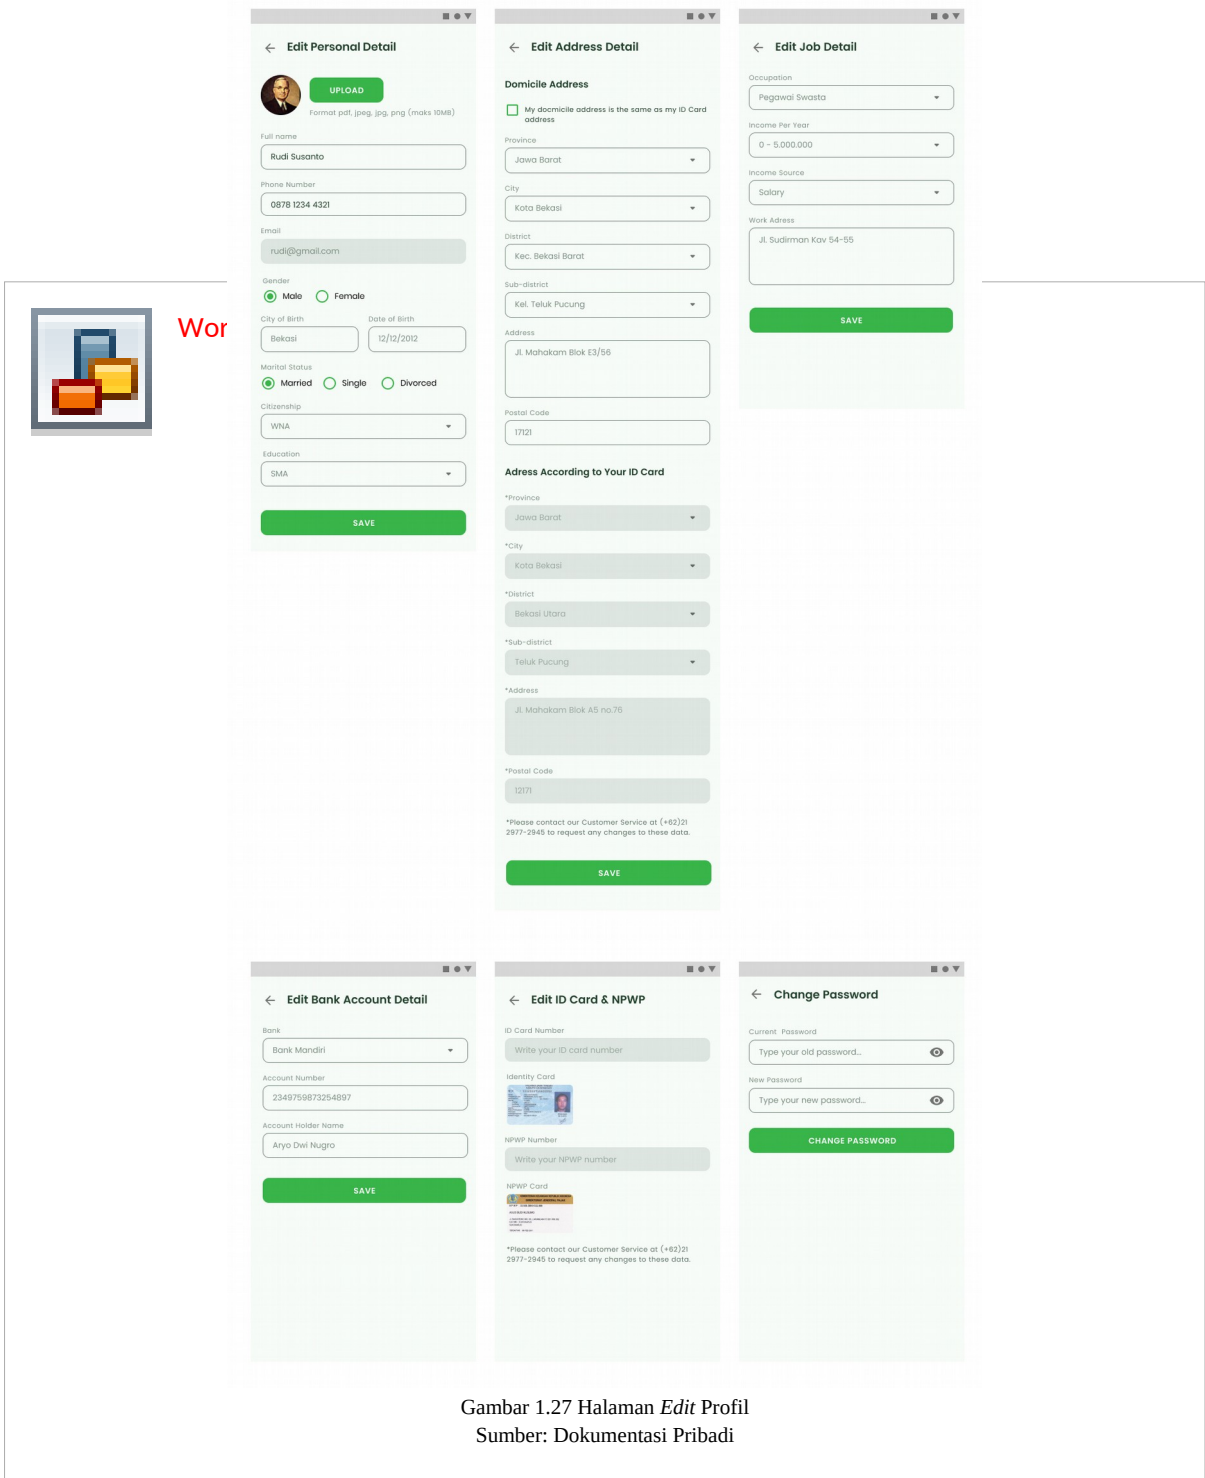 Edit Personal Detail
UPLOAD
Format pdf, jpeg, jpg, png (maks 10MB)
Full name
Rudi Susanto
Phone Number
0878 1234 4321
Email
rudi@gmail.com
Gender
Male Female
City of Birth Date of Birth
Bekasi 12/12/2012
Marital Status
Married Single Divorced
Citizenship
WNA
Education
SMA
SAVE
Edit Address Detail
Domicile Address
My docmicile address is the same as my ID Card
address
Province
Jawa Barat
City
Kota Bekasi
District
Kec. Bekasi Barat
Sub-district
Kel. Teluk Pucung
Address
Jl. Mahakam Blok E3/56
Postal Code
17121
Adress According to Your ID Card
*Province
Jawa Barat
*City
Kota Bekasi
*District
Bekasi Utara
*Sub-district
Teluk Pucung
*Address
Jl. Mahakam Blok A5 no.76
*Postal Code
12171
*Please contact our Customer Service at (+62)21
2977-2945 to request any changes to these data.
SAVE
Edit Job Detail
Occupation
Pegawai Swasta
Income Per Year
0 - 5.000.000
Income Source
Salary
Work Adress
Jl. Sudirman Kav 54-55
SAVE
Wor
Edit Bank Account Detail
Bank
Bank Mandiri
Account Number
2349759873254897
Account Holder Name
Aryo Dwi Nugro
SAVE
Edit ID Card & NPWP
ID Card Number
Write your ID card number
Identity Card
NPWP Number
Write your NPWP number
NPWP Card
*Please contact our Customer Service at (+62)21
2977-2945 to request any changes to these data.
Change Password
Current Password
Type your old password...
New Password
Type your new password...
CHANGE PASSWORD
Gambar 1.27 Halaman Edit Profil
Sumber: Dokumentasi Pribadi